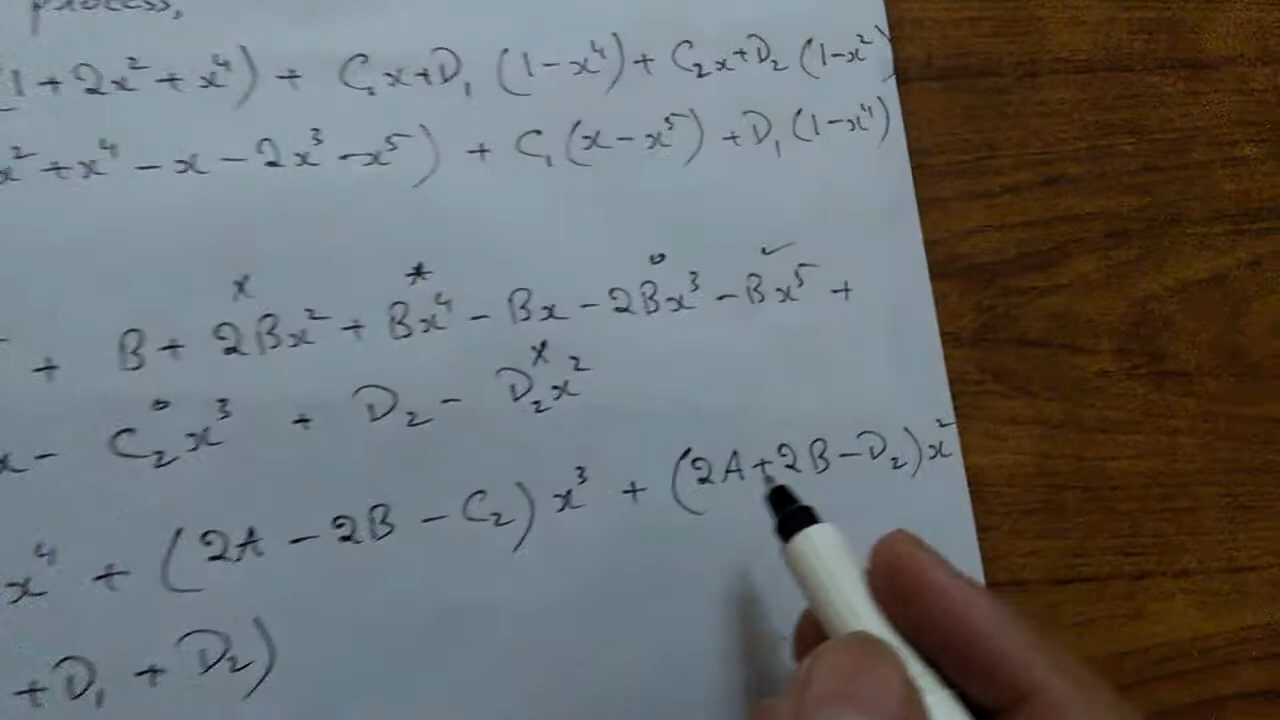 process,
(1 + 2x² + x⁴) + C₁x+D₁ (1-x⁴) + C₂x+D₂ (1-x²)
x² + x⁴ - x - 2x³ - x⁵) + C₁(x-x⁵) + D₁(1-x⁴)
+ B + 2Bx² + Bx⁴ - Bx - 2Bx³ - Bx⁵ +
x - C₂x³ + D₂ - D₂x²
x⁴ + (2A - 2B - C₂)x³ + (2A+2B-D₂)x²
+D₁ + D₂)